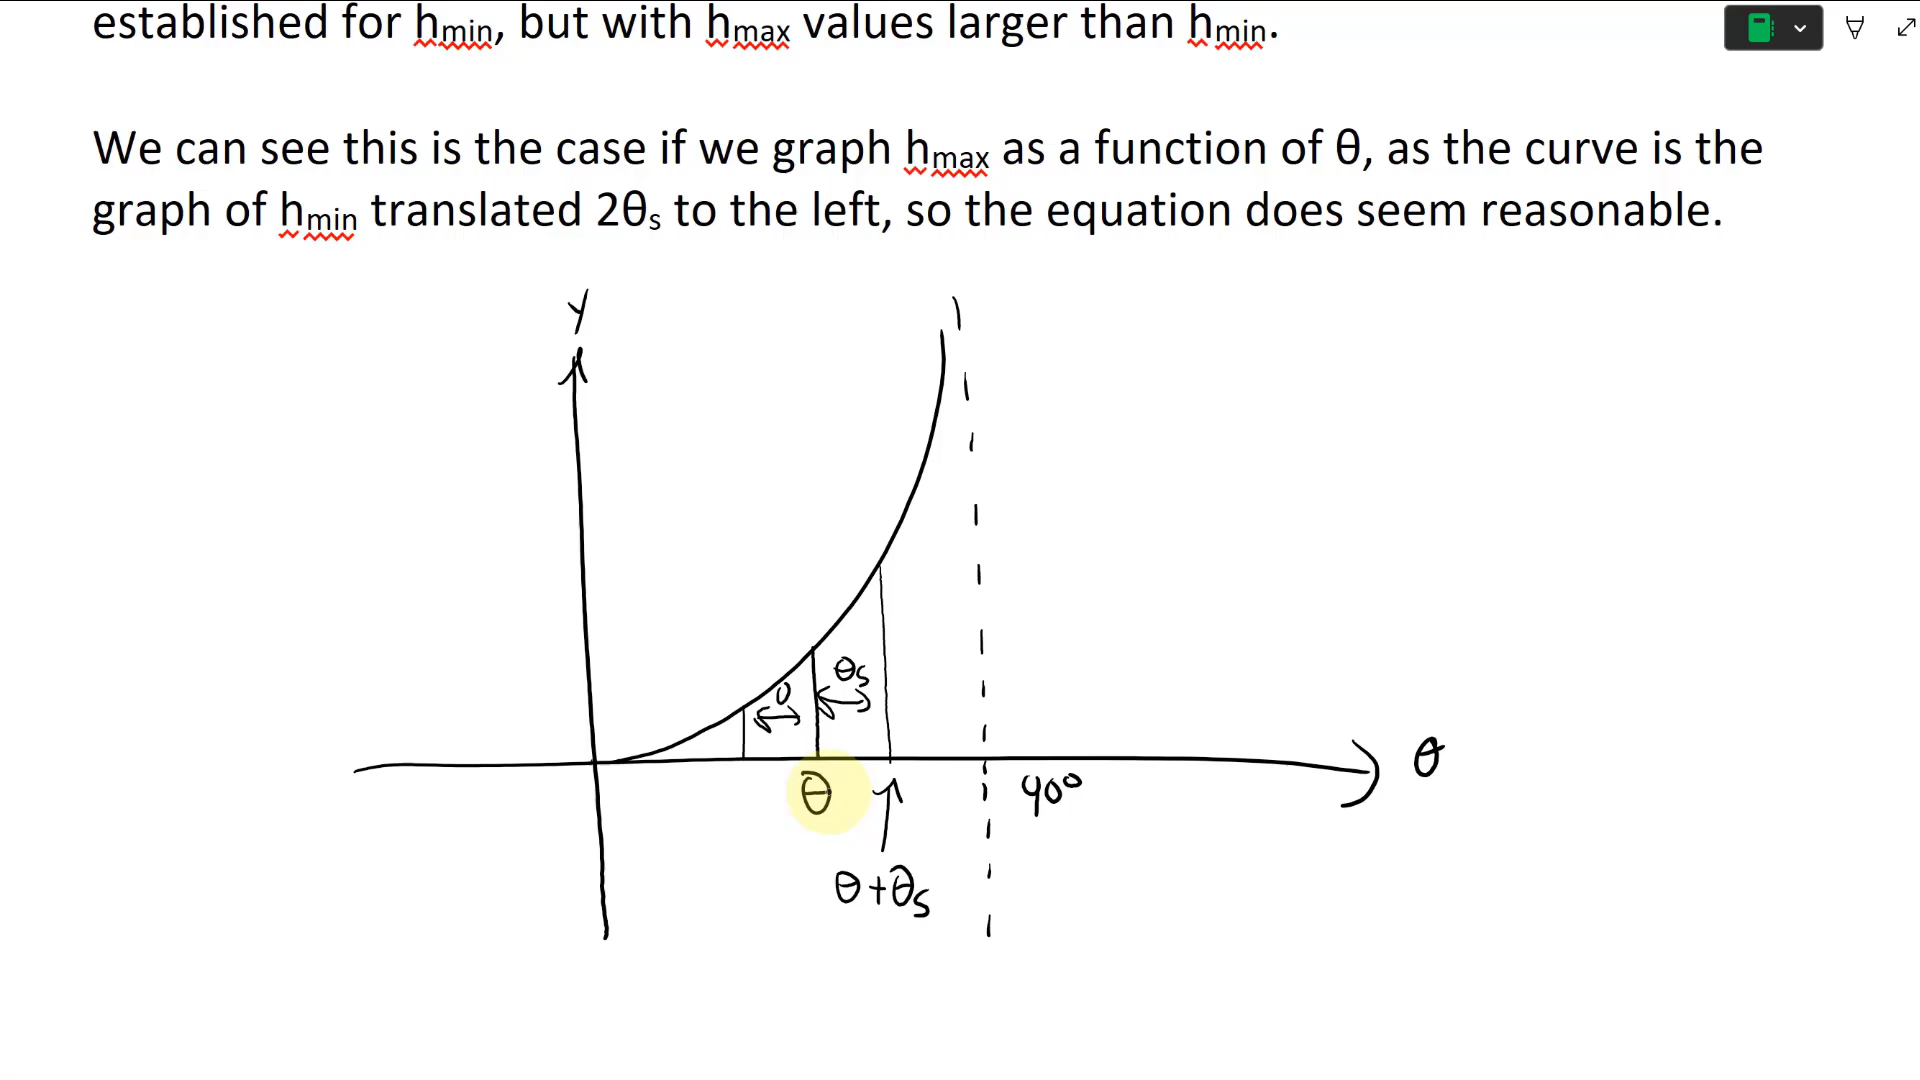 established for hmin, but with hmax values larger than hmin.
We can see this is the case if we graph hmax as a function of θ, as the curve is the
graph of hmin translated 2θs to the left, so the equation does seem reasonable.
y
θs
θ
θ
90°
θ+θs